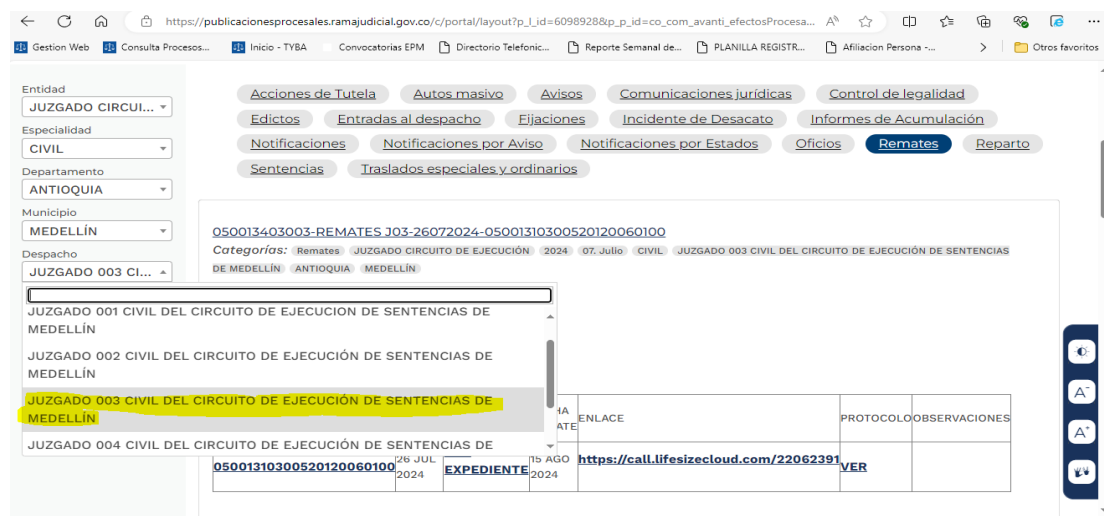 https://publicacionesprocesales.ramajudicial.gov.co/c/portal/layout?p_l_id=6098928&p_p_id=co_com_avanti_efectosProcesa...
Gestion Web Consulta Procesos... Inicio - TYBA Convocatorias EPM Directorio Telefonic... Reporte Semanal de... PLANILLA REGISTR... Afiliacion Persona -... Otros favoritos
Entidad
JUZGADO CIRCUI...
Especialidad
CIVIL
Departamento
ANTIOQUIA
Municipio
MEDELLÍN
Despacho
JUZGADO 003 CI...
JUZGADO 001 CIVIL DEL CIRCUITO DE EJECUCION DE SENTENCIAS DE
MEDELLÍN
JUZGADO 002 CIVIL DEL CIRCUITO DE EJECUCIÓN DE SENTENCIAS DE
MEDELLÍN
JUZGADO 003 CIVIL DEL CIRCUITO DE EJECUCIÓN DE SENTENCIAS DE
MEDELLÍN
JUZGADO 004 CIVIL DEL CIRCUITO DE EJECUCIÓN DE SENTENCIAS DE
Acciones de Tutela Autos masivo Avisos Comunicaciones jurídicas Control de legalidad
Edictos Entradas al despacho Fijaciones Incidente de Desacato Informes de Acumulación
Notificaciones Notificaciones por Aviso Notificaciones por Estados Oficios Remates Reparto
Sentencias Traslados especiales y ordinarios
050013403003-REMATES J03-26072024-05001310300520120060100
Categorías: Remates JUZGADO CIRCUITO DE EJECUCIÓN 2024 07. Julio CIVIL JUZGADO 003 CIVIL DEL CIRCUITO DE EJECUCIÓN DE SENTENCIAS
DE MEDELLÍN ANTIOQUIA MEDELLÍN
ENLACE PROTOCOLO OBSERVACIONES
05001310300520120060100 26 JUL 2024 EXPEDIENTE 15 AGO 2024 https://call.lifesizecloud.com/22062391 VER
A-
A+